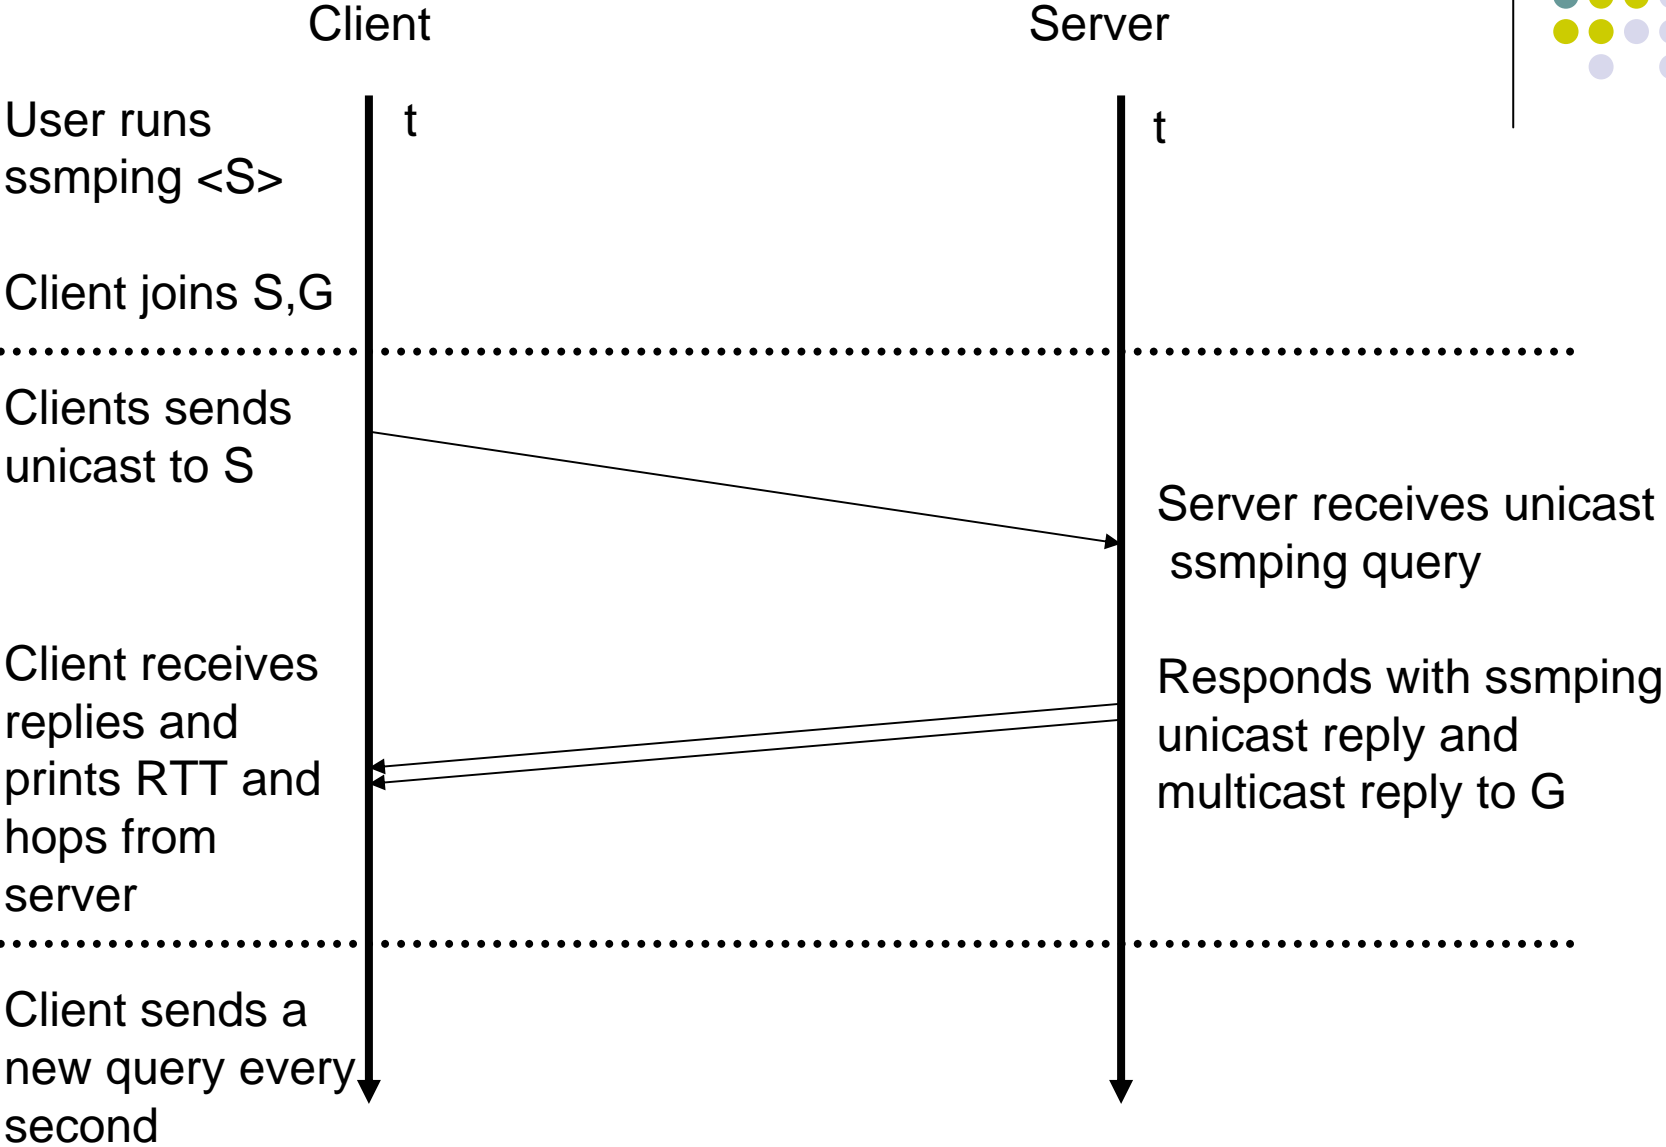 Client
Server
t
t
User runs
ssmping <S>
Client joins S,G
Clients sends
unicast to S
Server receives unicast
ssmping query
Client receives
replies and
prints RTT and
hops from
server
Responds with ssmping
unicast reply and
multicast reply to G
Client sends a
new query every
second